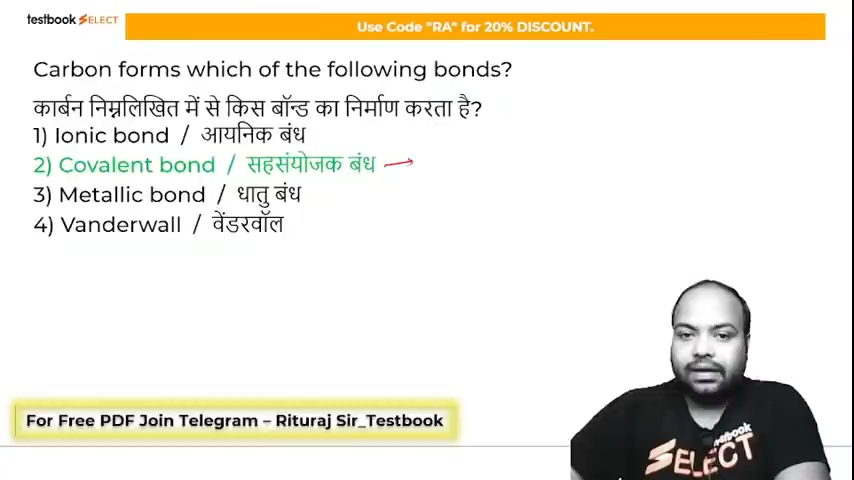 testbook SELECT
Use Code "RA" for 20% DISCOUNT.
Carbon forms which of the following bonds?
कार्बन निम्नलिखित में से किस बॉन्ड का निर्माण करता है?
1) Ionic bond / आयनिक बंध
2) Covalent bond / सहसंयोजक बंध
3) Metallic bond / धातु बंध
4) Vanderwall / वेंडरवॉल
For Free PDF Join Telegram – Rituraj Sir_Testbook
testbook
SELECT